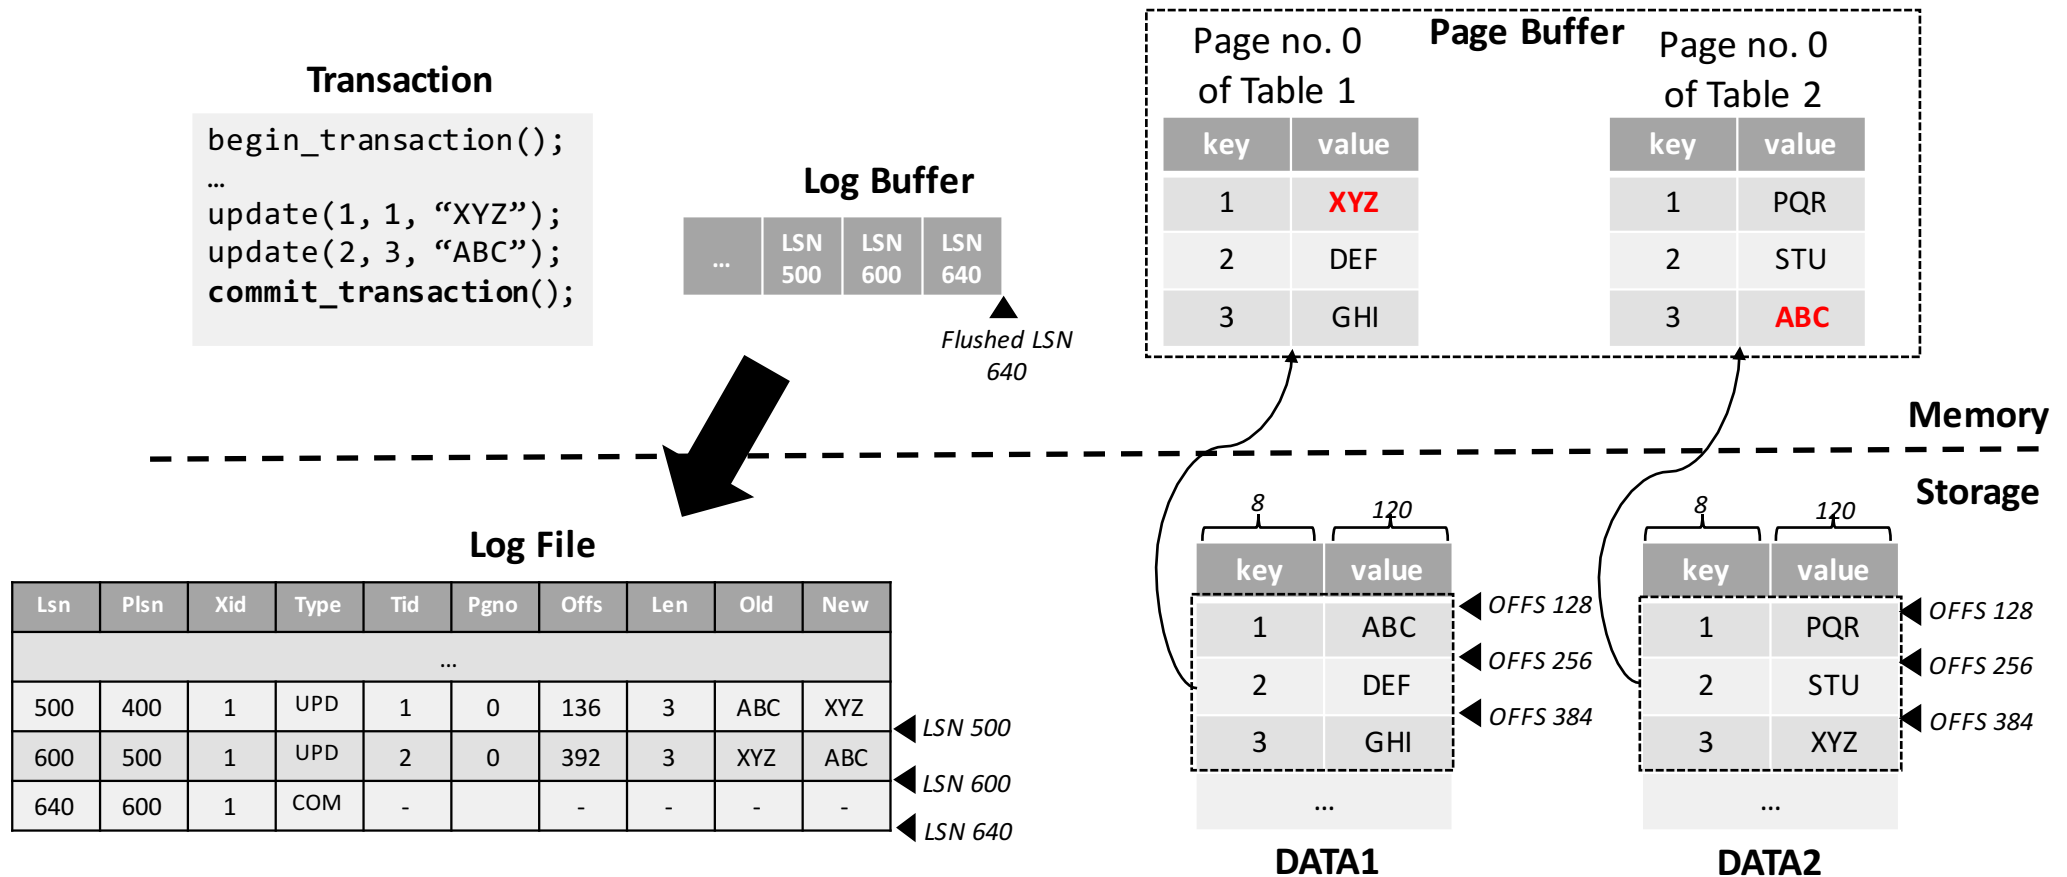 Transaction
begin_transaction();
…
update(1, 1, “XYZ”);
update(2, 3, “ABC”);
commit_transaction();
Log Buffer
... LSN 500 LSN 600 LSN 640
Flushed LSN
640
Page Buffer
Page no. 0
of Table 1
key value
1 XYZ
2 DEF
3 GHI
Page no. 0
of Table 2
key value
1 PQR
2 STU
3 ABC
Memory
Storage
Log File
Lsn Plsn Xid Type Tid Pgno Offs Len Old New
...
500 400 1 UPD 1 0 136 3 ABC XYZ
LSN 500
600 500 1 UPD 2 0 392 3 XYZ ABC
LSN 600
640 600 1 COM - - - - -
LSN 640
8 120
key value
OFFS 128
1 ABC
OFFS 256
2 DEF
OFFS 384
3 GHI
...
DATA1
8 120
key value
OFFS 128
1 PQR
OFFS 256
2 STU
OFFS 384
3 XYZ
...
DATA2